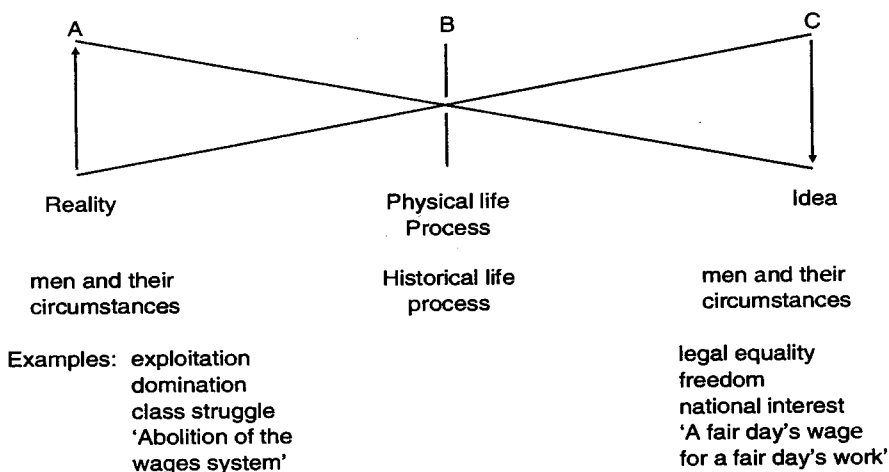 A B C
Reality Physical life Idea
Process
men and their Historical life men and their
circumstances process circumstances
Examples: exploitation legal equality
domination freedom
class struggle national interest
'Abolition of the 'A fair day's wage
wages system' for a fair day's work'